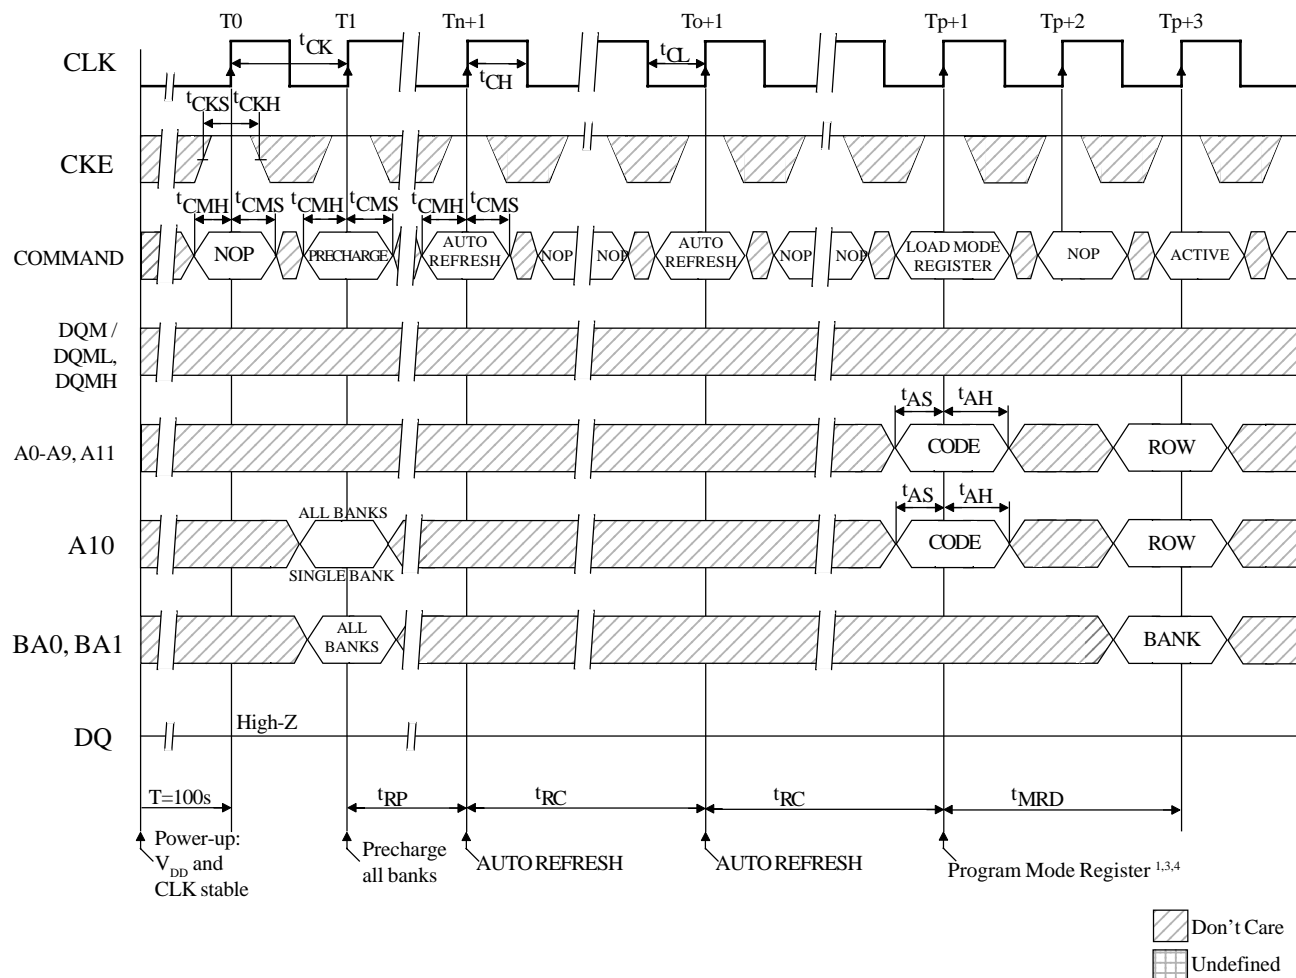 T0 T1 Tn+1 To+1 Tp+1 Tp+2 Tp+3
CLK tCK tCH tCL
tCKS tCKH
CKE
tCMH tCMS tCMH tCMS tCMH tCMS
COMMAND NOP PRECHARGE AUTO REFRESH NOP NOP AUTO REFRESH NOP NOP LOAD MODE REGISTER NOP ACTIVE
DQM /
DQML,
DQMH
tAS tAH
A0-A9, A11 CODE ROW
tAS tAH
ALL BANKS
A10 CODE ROW
SINGLE BANK
BA0, BA1 ALL BANKS BANK
High-Z
DQ
T=100s tRP tRC tRC tMRD
Power-up:
VDD and
CLK stable
Precharge
all banks
AUTO REFRESH
AUTO REFRESH
Program Mode Register 1,3,4
Don't Care
Undefined